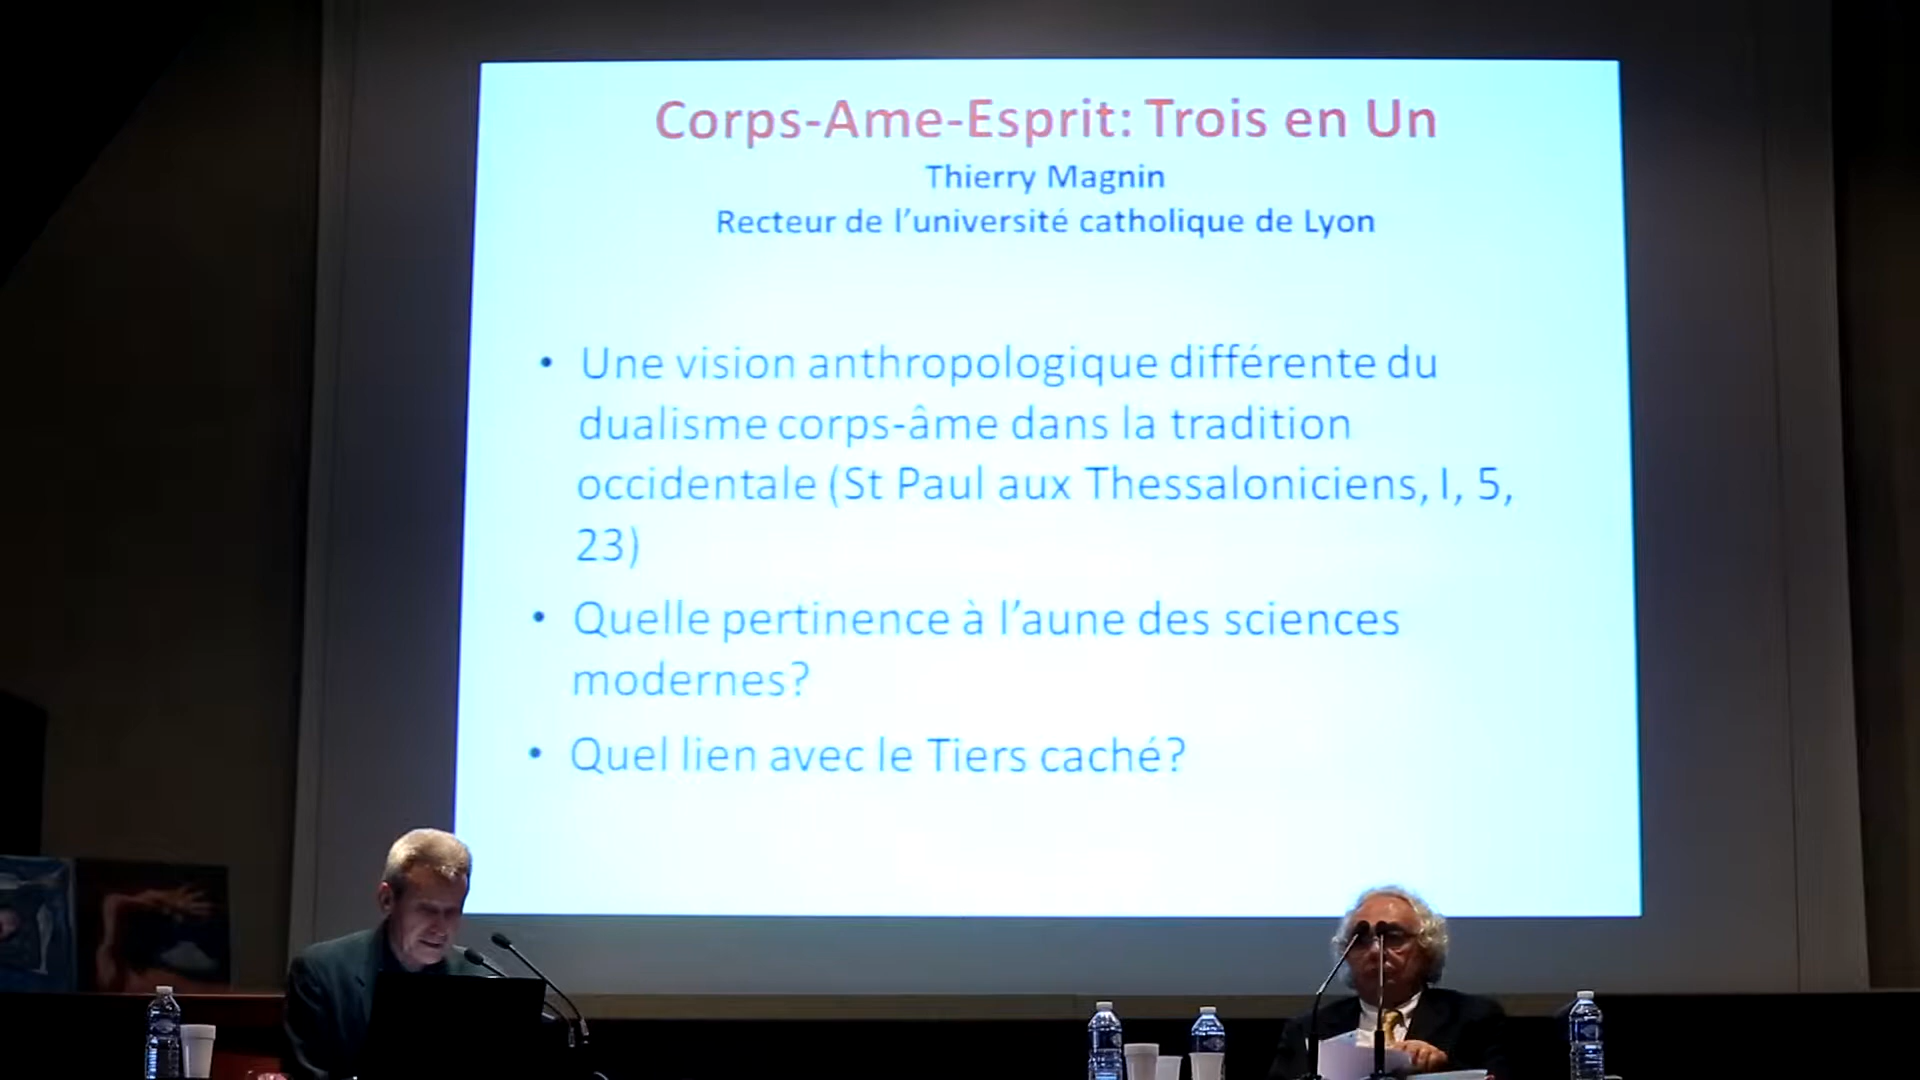 Corps-Ame-Esprit: Trois en Un
Thierry Magnin
Recteur de l'université catholique de Lyon
• Une vision anthropologique différente du
dualisme corps-âme dans la tradition
occidentale (St Paul aux Thessaloniciens, I, 5,
23)
• Quelle pertinence à l'aune des sciences
modernes?
• Quel lien avec le Tiers caché?